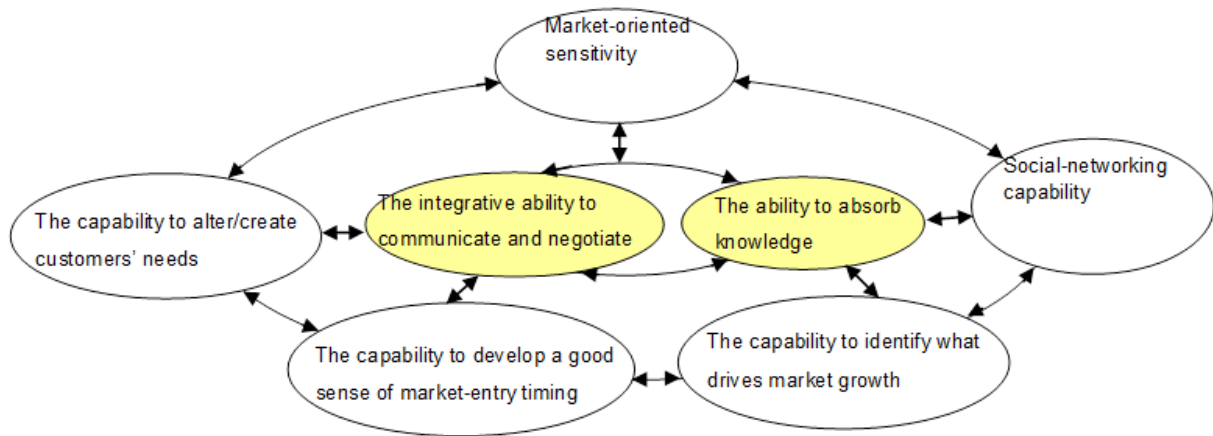 Market-oriented
sensitivity
Social-networking
capability
The integrative ability to
communicate and negotiate
The ability to absorb
knowledge
The capability to alter/create
customers’ needs
The capability to develop a good
sense of market-entry timing
The capability to identify what
drives market growth